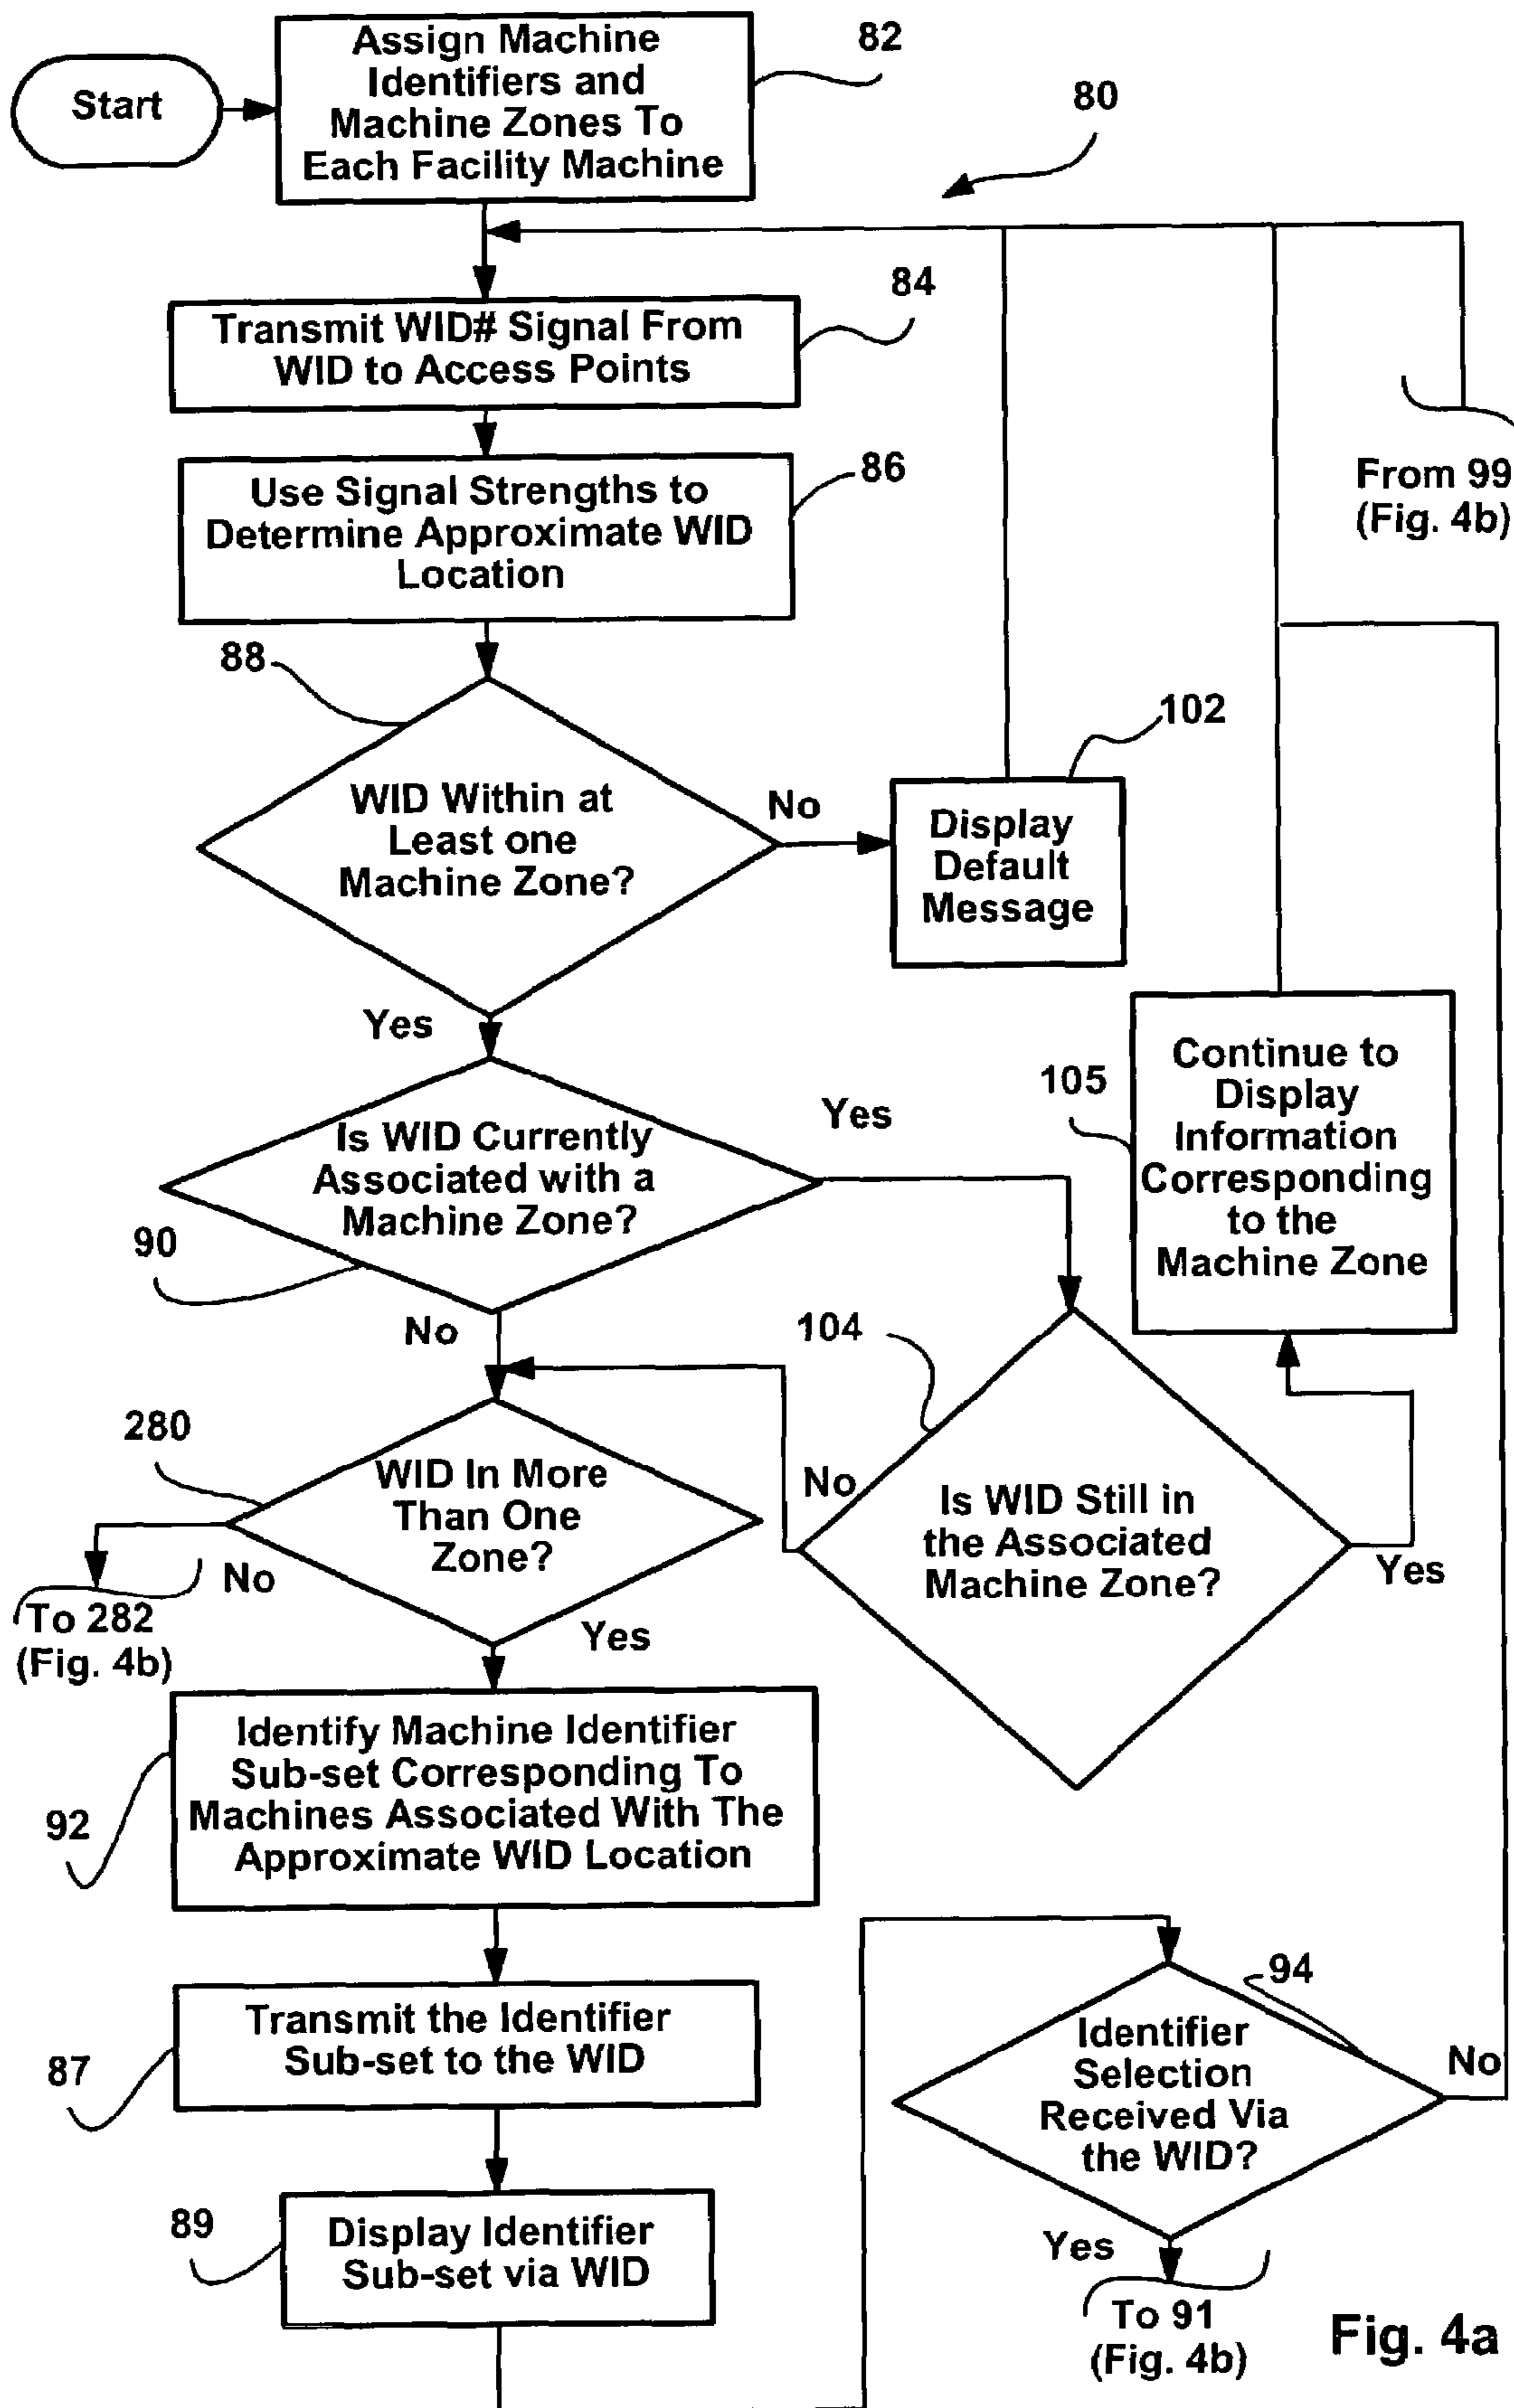 Assign Machine
Identifiers and
Machine Zones To
Each Facility Machine
82
Start
80
84
Transmit WID# Signal From
WID to Access Points
86
Use Signal Strengths to
Determine Approximate WID
Location
From 99
(Fig. 4b)
88
102
WID Within at
Least one
Machine Zone?
No
Display
Default
Message
Yes
Continue to
Display
Information
Corresponding
to the
Machine Zone
105
Yes
Is WID Currently
Associated with a
Machine Zone?
90
No
104
280
WID In More
Than One
Zone?
No
Is WID Still in
the Associated
Machine Zone?
Yes
No
To 282
(Fig. 4b)
Yes
Identify Machine Identifier
Sub-set Corresponding To
Machines Associated With The
Approximate WID Location
92
94
Transmit the Identifier
Sub-set to the WID
87
Identifier
Selection
Received Via
the WID?
No
89
Display Identifier
Sub-set via WID
Yes
To 91
(Fig. 4b)
Fig. 4a